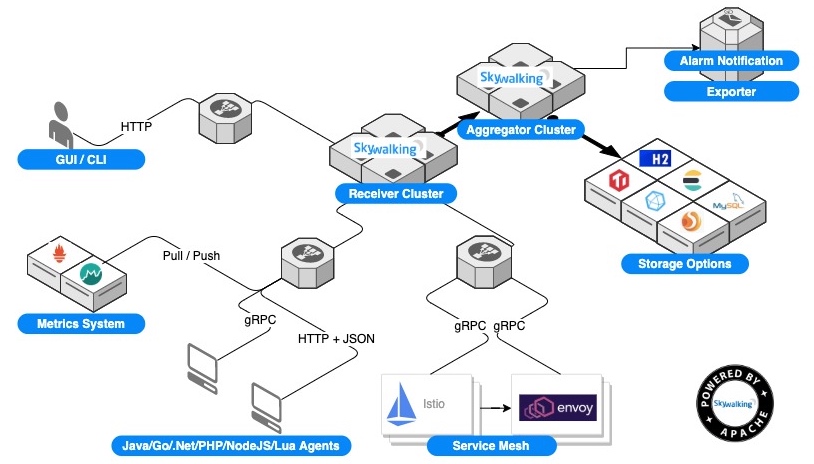 Alarm Notification
Exporter
Skywalking
Aggregator Cluster
HTTP
GUI / CLI
Skywalking
Receiver Cluster
H2
MySQL
Storage Options
Pull / Push
Metrics System
gRPC
HTTP + JSON
gRPC gRPC
Istio
envoy
Java/Go/.Net/PHP/NodeJS/Lua Agents
Service Mesh
POWERED BY
Skywalking
APACHE